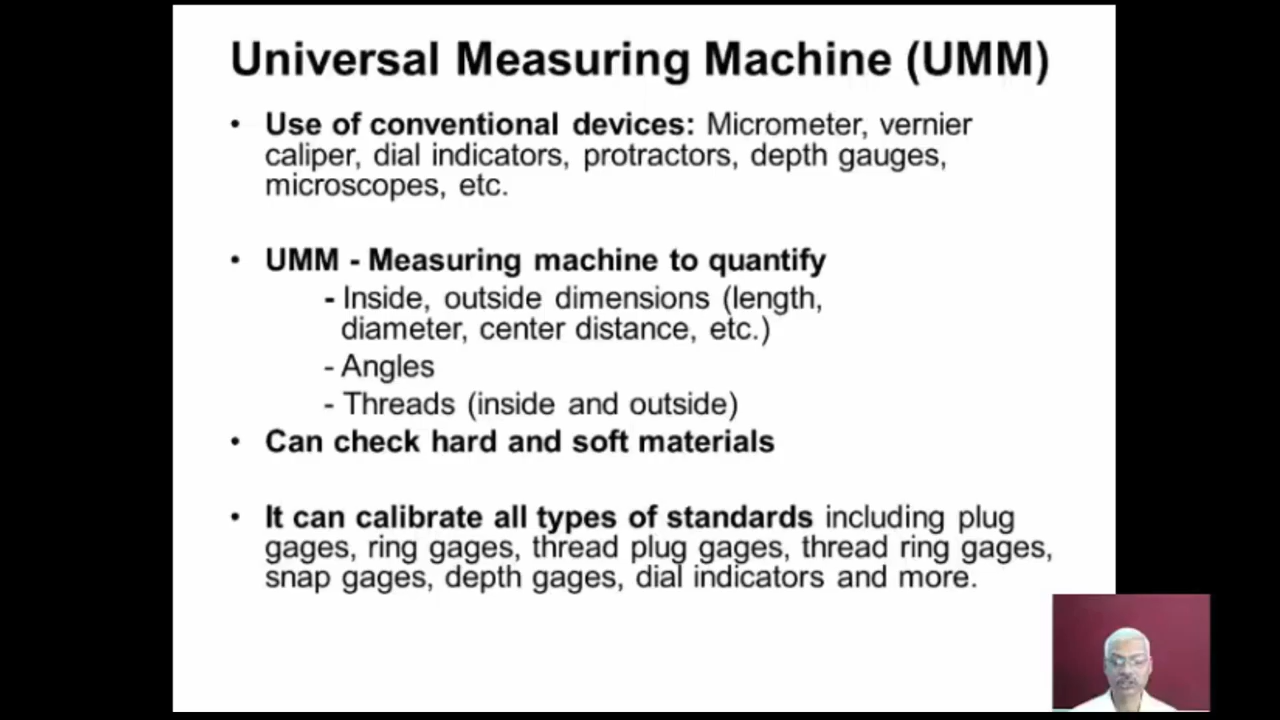 Universal Measuring Machine (UMM)
• Use of conventional devices: Micrometer, vernier
caliper, dial indicators, protractors, depth gauges,
microscopes, etc.
• UMM - Measuring machine to quantify
- Inside, outside dimensions (length,
diameter, center distance, etc.)
- Angles
- Threads (inside and outside)
• Can check hard and soft materials
• It can calibrate all types of standards including plug
gages, ring gages, thread plug gages, thread ring gages,
snap gages, depth gages, dial indicators and more.